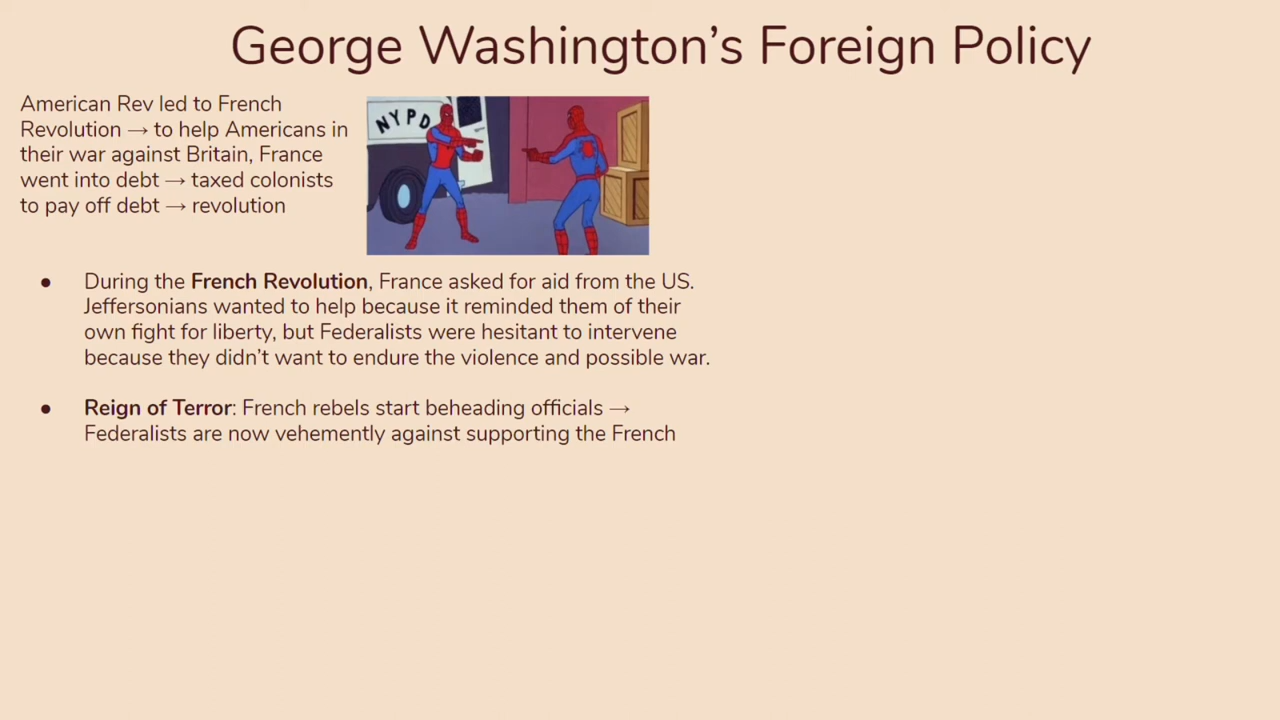 George Washington’s Foreign Policy
American Rev led to French
Revolution → to help Americans in
their war against Britain, France
went into debt → taxed colonists
to pay off debt → revolution
NYPD
● During the French Revolution, France asked for aid from the US.
Jeffersonians wanted to help because it reminded them of their
own fight for liberty, but Federalists were hesitant to intervene
because they didn’t want to endure the violence and possible war.
● Reign of Terror: French rebels start beheading officials →
Federalists are now vehemently against supporting the French